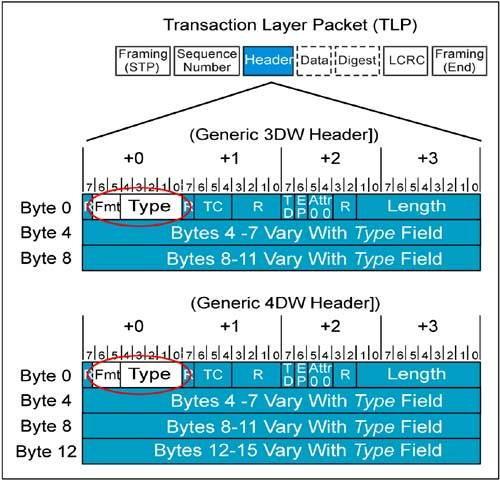 Transaction Layer Packet (TLP)
Framing (STP) Sequence Number Header Data Digest LCRC Framing (End)
(Generic 3DW Header])
+0 +1 +2 +3
7 6 5 4 3 2 1 0 7 6 5 4 3 2 1 0 7 6 5 4 3 2 1 0 7 6 5 4 3 2 1 0
Byte 0 R Fmt Type R TC R TD EP Attr 0 0 R Length
Byte 4 Bytes 4 -7 Vary With Type Field
Byte 8 Bytes 8-11 Vary With Type Field
(Generic 4DW Header])
+0 +1 +2 +3
7 6 5 4 3 2 1 0 7 6 5 4 3 2 1 0 7 6 5 4 3 2 1 0 7 6 5 4 3 2 1 0
Byte 0 R Fmt Type R TC R TD EP Attr 0 0 R Length
Byte 4 Bytes 4 -7 Vary With Type Field
Byte 8 Bytes 8-11 Vary With Type Field
Byte 12 Bytes 12-15 Vary With Type Field